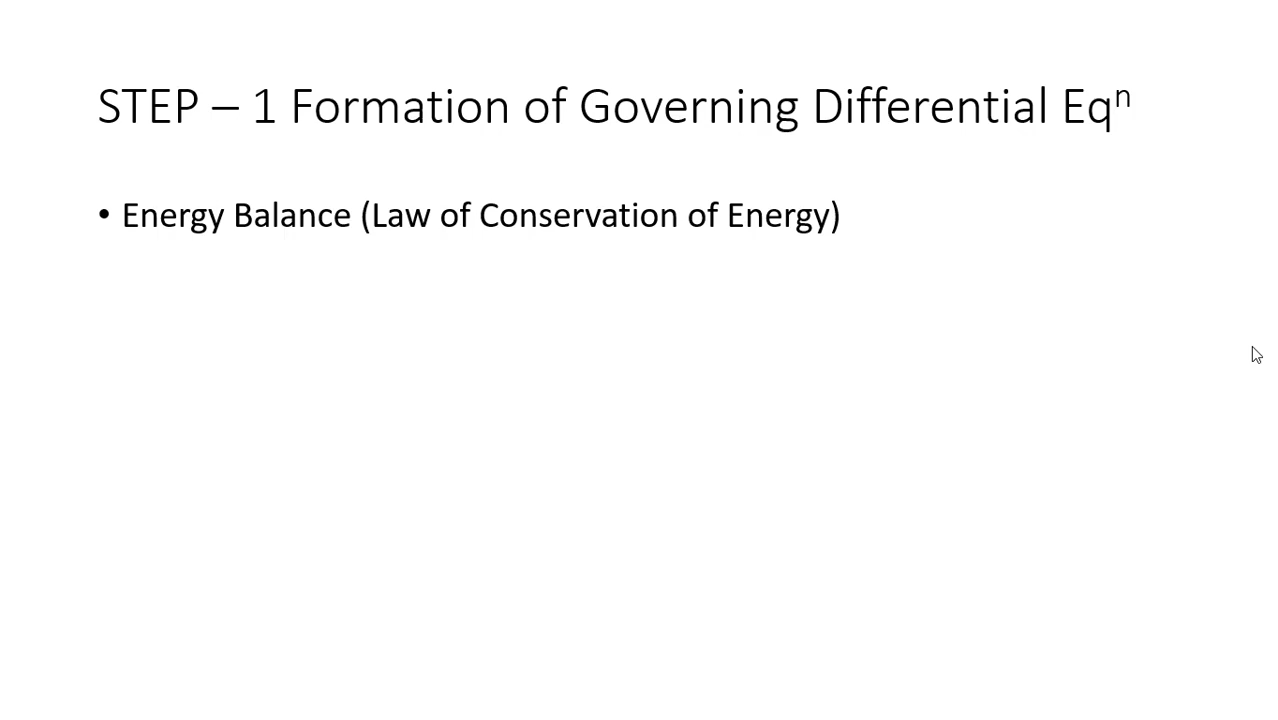 STEP – 1 Formation of Governing Differential Eqⁿ
• Energy Balance (Law of Conservation of Energy)